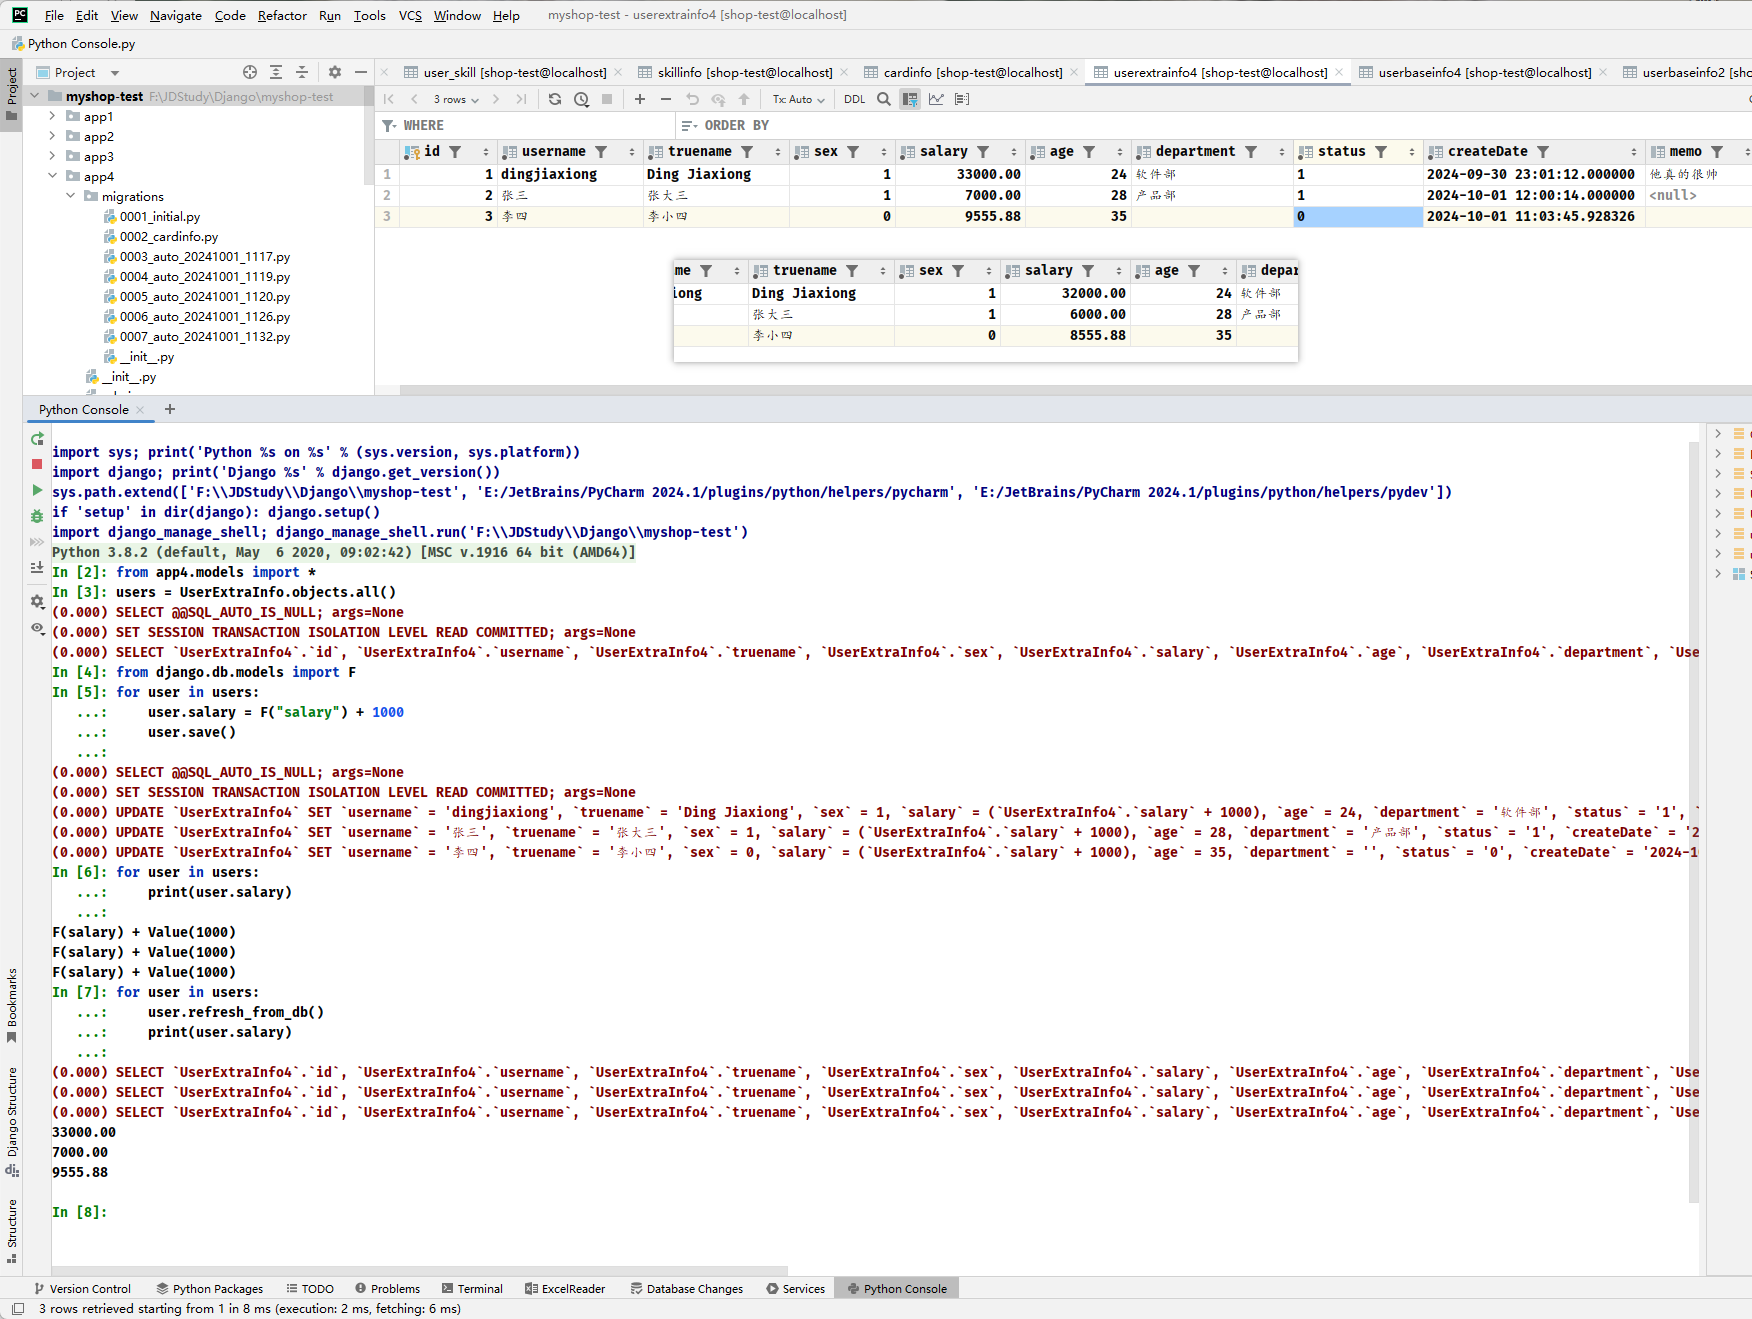 File Edit View Navigate Code Refactor Run Tools VCS Window Help myshop-test - userextrainfo4 [shop-test@localhost]
Python Console.py
Project
user_skill [shop-test@localhost] skillinfo [shop-test@localhost] cardinfo [shop-test@localhost] userextrainfo4 [shop-test@localhost] userbaseinfo4 [shop-test@localhost] userbaseinfo2 [sho
myshop-test F:\JDStudy\Django\myshop-test
3 rows Tx: Auto DDL
app1
app2
app3
app4
migrations
0001_initial.py
0002_cardinfo.py
0003_auto_20241001_1117.py
0004_auto_20241001_1119.py
0005_auto_20241001_1120.py
0006_auto_20241001_1126.py
0007_auto_20241001_1132.py
__init__.py
__init__.py
WHERE ORDER BY
id username truename sex salary age department status createDate memo
1 1 dingjiaxiong Ding Jiaxiong 1 33000.00 24 软件部 1 2024-09-30 23:01:12.000000 他真的很帅
2 2 张三 张大三 1 7000.00 28 产品部 1 2024-10-01 12:00:14.000000 <null>
3 3 李四 李小四 0 9555.88 35 0 2024-10-01 11:03:45.928326
me truename sex salary age depar
iong Ding Jiaxiong 1 32000.00 24 软件部
张大三 1 6000.00 28 产品部
李小四 0 8555.88 35
Python Console
import sys; print('Python %s on %s' % (sys.version, sys.platform))
import django; print('Django %s' % django.get_version())
sys.path.extend(['F:\\JDStudy\\Django\\myshop-test', 'E:/JetBrains/PyCharm 2024.1/plugins/python/helpers/pycharm', 'E:/JetBrains/PyCharm 2024.1/plugins/python/helpers/pydev'])
if 'setup' in dir(django): django.setup()
import django_manage_shell; django_manage_shell.run('F:\\JDStudy\\Django\\myshop-test')
Python 3.8.2 (default, May  6 2020, 09:02:42) [MSC v.1916 64 bit (AMD64)]
In [2]: from app4.models import *
In [3]: users = UserExtraInfo.objects.all()
(0.000) SELECT @@SQL_AUTO_IS_NULL; args=None
(0.000) SET SESSION TRANSACTION ISOLATION LEVEL READ COMMITTED; args=None
(0.000) SELECT `UserExtraInfo4`.`id`, `UserExtraInfo4`.`username`, `UserExtraInfo4`.`truename`, `UserExtraInfo4`.`sex`, `UserExtraInfo4`.`salary`, `UserExtraInfo4`.`age`, `UserExtraInfo4`.`department`, `Use
In [4]: from django.db.models import F
In [5]: for user in users:
...:     user.salary = F("salary") + 1000
...:     user.save()
...:
(0.000) SELECT @@SQL_AUTO_IS_NULL; args=None
(0.000) SET SESSION TRANSACTION ISOLATION LEVEL READ COMMITTED; args=None
(0.000) UPDATE `UserExtraInfo4` SET `username` = 'dingjiaxiong', `truename` = 'Ding Jiaxiong', `sex` = 1, `salary` = (`UserExtraInfo4`.`salary` + 1000), `age` = 24, `department` = '软件部', `status` = '1', `
(0.000) UPDATE `UserExtraInfo4` SET `username` = '张三', `truename` = '张大三', `sex` = 1, `salary` = (`UserExtraInfo4`.`salary` + 1000), `age` = 28, `department` = '产品部', `status` = '1', `createDate` = '2
(0.000) UPDATE `UserExtraInfo4` SET `username` = '李四', `truename` = '李小四', `sex` = 0, `salary` = (`UserExtraInfo4`.`salary` + 1000), `age` = 35, `department` = '', `status` = '0', `createDate` = '2024-1
In [6]: for user in users:
...:     print(user.salary)
...:
F(salary) + Value(1000)
F(salary) + Value(1000)
F(salary) + Value(1000)
In [7]: for user in users:
...:     user.refresh_from_db()
...:     print(user.salary)
...:
(0.000) SELECT `UserExtraInfo4`.`id`, `UserExtraInfo4`.`username`, `UserExtraInfo4`.`truename`, `UserExtraInfo4`.`sex`, `UserExtraInfo4`.`salary`, `UserExtraInfo4`.`age`, `UserExtraInfo4`.`department`, `Use
(0.000) SELECT `UserExtraInfo4`.`id`, `UserExtraInfo4`.`username`, `UserExtraInfo4`.`truename`, `UserExtraInfo4`.`sex`, `UserExtraInfo4`.`salary`, `UserExtraInfo4`.`age`, `UserExtraInfo4`.`department`, `Use
(0.000) SELECT `UserExtraInfo4`.`id`, `UserExtraInfo4`.`username`, `UserExtraInfo4`.`truename`, `UserExtraInfo4`.`sex`, `UserExtraInfo4`.`salary`, `UserExtraInfo4`.`age`, `UserExtraInfo4`.`department`, `Use
33000.00
7000.00
9555.88
In [8]:
Project
Bookmarks
Django Structure
Structure
Version Control Python Packages TODO Problems Terminal ExcelReader Database Changes Services Python Console
3 rows retrieved starting from 1 in 8 ms (execution: 2 ms, fetching: 6 ms)